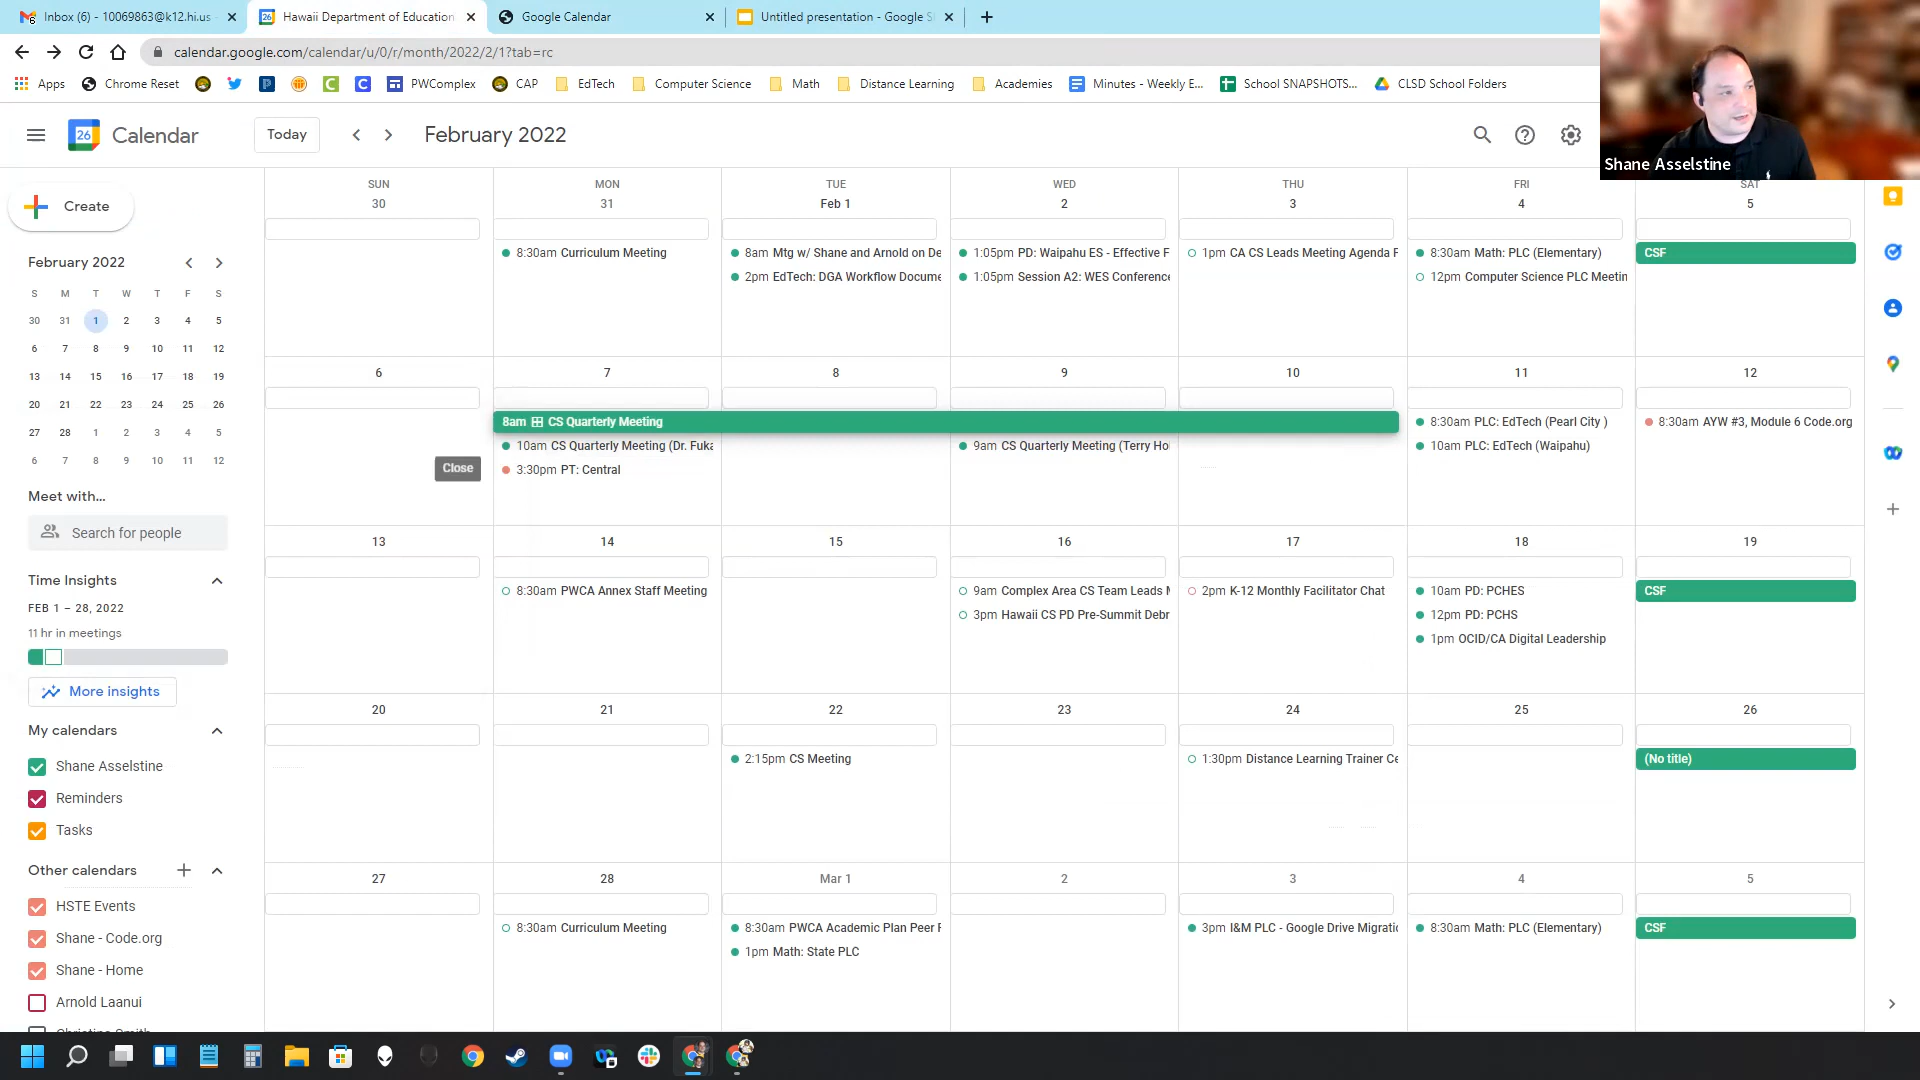 Inbox (6) - 10069863@k12.hi.us
Hawaii Department of Education
Google Calendar
Untitled presentation - Google S
calendar.google.com/calendar/u/0/r/month/2022/2/1?tab=rc
Apps
Chrome Reset
PWComplex
CAP
EdTech
Computer Science
Math
Distance Learning
Academies
Minutes - Weekly E...
School SNAPSHOTS...
CLSD School Folders
Shane Asselstine
26
Calendar
Today
February 2022
Create
February 2022
S M T W T F S
30 31 1 2 3 4 5
6 7 8 9 10 11 12
13 14 15 16 17 18 19
20 21 22 23 24 25 26
27 28 1 2 3 4 5
6 7 8 9 10 11 12
Meet with...
Search for people
Time Insights
FEB 1 – 28, 2022
11 hr in meetings
More insights
My calendars
Shane Asselstine
Reminders
Tasks
Other calendars
HSTE Events
Shane - Code.org
Shane - Home
Arnold Laanui
Christina Smith
SUN MON TUE WED THU FRI SAT
30 31 Feb 1 2 3 4 5
8:30am Curriculum Meeting
8am Mtg w/ Shane and Arnold on De
2pm EdTech: DGA Workflow Docume
1:05pm PD: Waipahu ES - Effective F
1:05pm Session A2: WES Conference
1pm CA CS Leads Meeting Agenda F
8:30am Math: PLC (Elementary)
12pm Computer Science PLC Meetin
CSF
6 7 8 9 10 11 12
8am CS Quarterly Meeting
10am CS Quarterly Meeting (Dr. Fuka
3:30pm PT: Central
Close
9am CS Quarterly Meeting (Terry Ho
8:30am PLC: EdTech (Pearl City )
10am PLC: EdTech (Waipahu)
8:30am AYW #3, Module 6 Code.org
13 14 15 16 17 18 19
8:30am PWCA Annex Staff Meeting
9am Complex Area CS Team Leads M
3pm Hawaii CS PD Pre-Summit Debr
2pm K-12 Monthly Facilitator Chat
10am PD: PCHES
12pm PD: PCHS
1pm OCID/CA Digital Leadership
CSF
20 21 22 23 24 25 26
2:15pm CS Meeting
1:30pm Distance Learning Trainer Ce
(No title)
27 28 Mar 1 2 3 4 5
8:30am Curriculum Meeting
8:30am PWCA Academic Plan Peer F
1pm Math: State PLC
3pm I&M PLC - Google Drive Migratic
8:30am Math: PLC (Elementary)
CSF